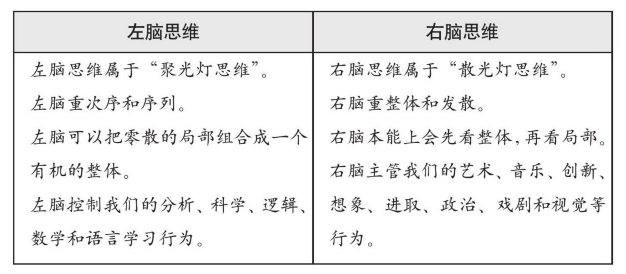 左脑思维
左脑思维属于“聚光灯思维”。
左脑重次序和序列。
左脑可以把零散的局部组合成一个
有机的整体。
左脑控制我们的分析、科学、逻辑、
数学和语言学习行为。
右脑思维
右脑思维属于“散光灯思维”。
右脑重整体和发散。
右脑本能上会先看整体,再看局部。
右脑主管我们的艺术、音乐、创新、
想象、进取、政治、戏剧和视觉等
行为。